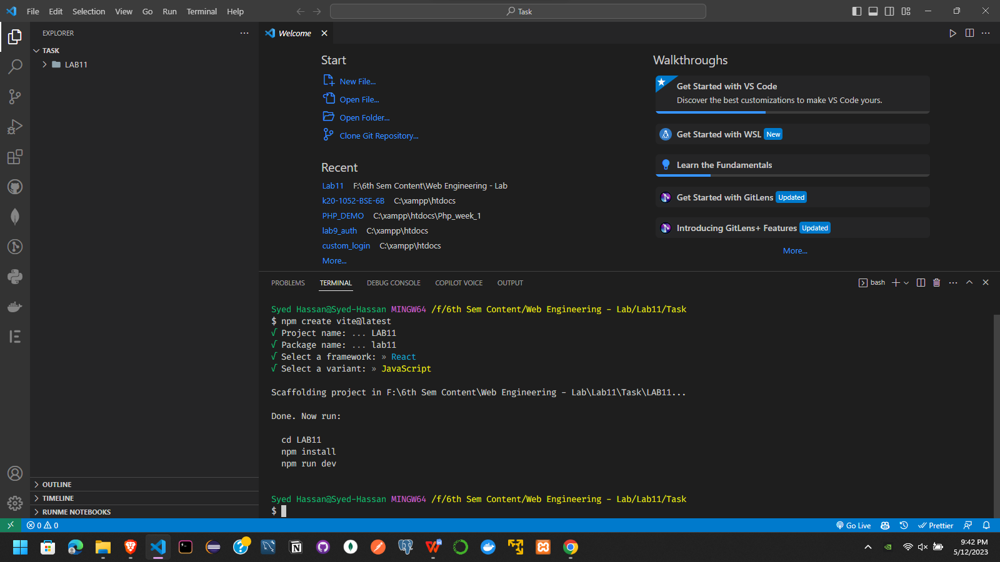 File Edit Selection View Go Run Terminal Help
Task
EXPLORER
TASK
LAB11
OUTLINE
TIMELINE
RUNME NOTEBOOKS
Welcome
Start
New File...
Open File...
Open Folder...
Clone Git Repository...
Recent
Lab11 F:\6th Sem Content\Web Engineering - Lab
k20-1052-BSE-6B C:\xampp\htdocs
PHP_DEMO C:\xampp\htdocs\Php_week_1
lab9_auth C:\xampp\htdocs
custom_login C:\xampp\htdocs
More...
Walkthroughs
Get Started with VS Code
Discover the best customizations to make VS Code yours.
Get Started with WSL New
Learn the Fundamentals
Get Started with GitLens Updated
Introducing GitLens+ Features Updated
More...
PROBLEMS TERMINAL DEBUG CONSOLE COPILOT VOICE OUTPUT
bash
Syed Hassan@Syed-Hassan MINGW64 /f/6th Sem Content/Web Engineering - Lab/Lab11/Task
$ npm create vite@latest
√ Project name: ... LAB11
√ Package name: ... lab11
√ Select a framework: » React
√ Select a variant: » JavaScript
Scaffolding project in F:\6th Sem Content\Web Engineering - Lab\Lab11\Task\LAB11...
Done. Now run:
cd LAB11
npm install
npm run dev
Syed Hassan@Syed-Hassan MINGW64 /f/6th Sem Content/Web Engineering - Lab/Lab11/Task
$
0 0
Go Live
Prettier
9:42 PM
5/12/2023